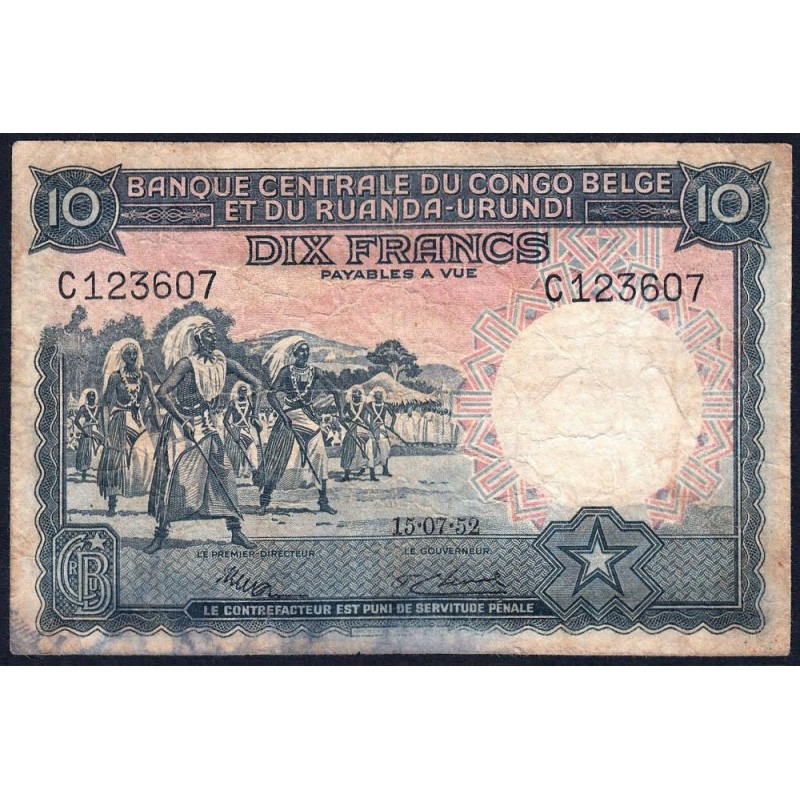 10 BANQUE CENTRALE DU CONGO BELGE 10
ET DU RUANDA-URUNDI
DIX FRANCS
PAYABLES A VUE
C123607 C123607
15·07·52
LE PREMIER-DIRECTEUR LE GOUVERNEUR
LE CONTREFACTEUR EST PUNI DE SERVITUDE PÉNALE